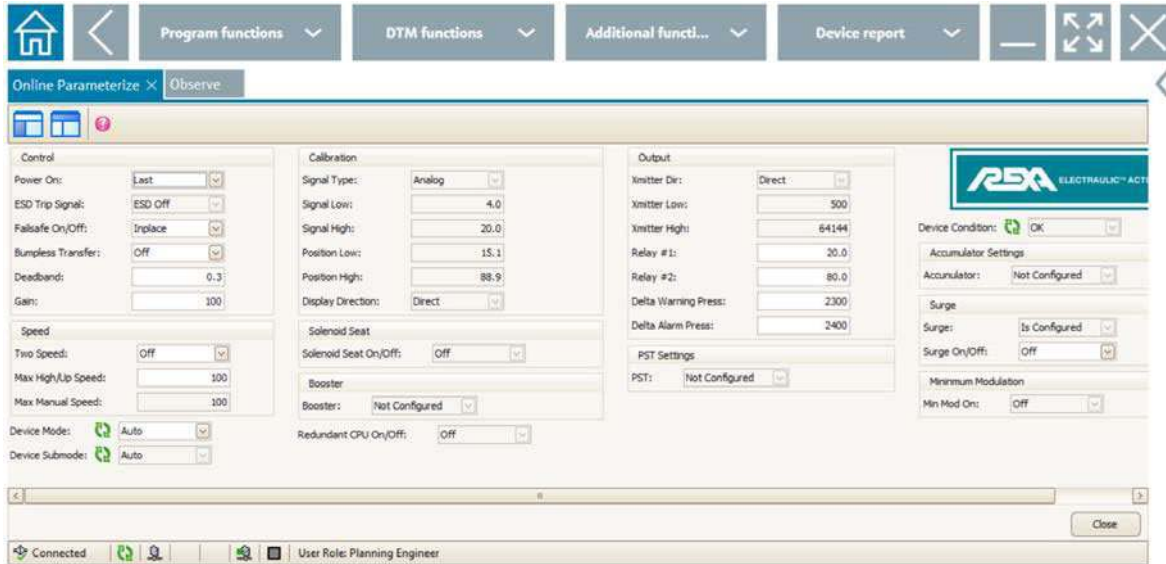 Program functions
DTM functions
Additional functi...
Device report
Online Parameterize
Observe
Control
Power On: Last
ESD Trip Signal: ESD Off
Failsafe On/Off: Inplace
Bumpless Transfer: Off
Deadband: 0.3
Gain: 100
Speed
Two Speed: Off
Max High/Up Speed: 100
Max Manual Speed: 100
Device Mode: Auto
Device Submode: Auto
Calibration
Signal Type: Analog
Signal Low: 4.0
Signal High: 20.0
Position Low: 15.1
Position High: 88.9
Display Direction: Direct
Solenoid Seat
Solenoid Seat On/Off: Off
Booster
Booster: Not Configured
Redundant CPU On/Off: Off
Output
Xmitter Dir: Direct
Xmitter Low: 500
Xmitter High: 64144
Relay #1: 20.0
Relay #2: 80.0
Delta Warning Press: 2300
Delta Alarm Press: 2400
PST Settings
PST: Not Configured
REXA ELECTRAULIC™ ACTU
Device Condition: OK
Accumulator Settings
Accunulator: Not Configured
Surge
Surge: Is Configured
Surge On/Off: Off
Minimum Modulation
Min Mod On: Off
Close
Connected
User Role: Planning Engineer